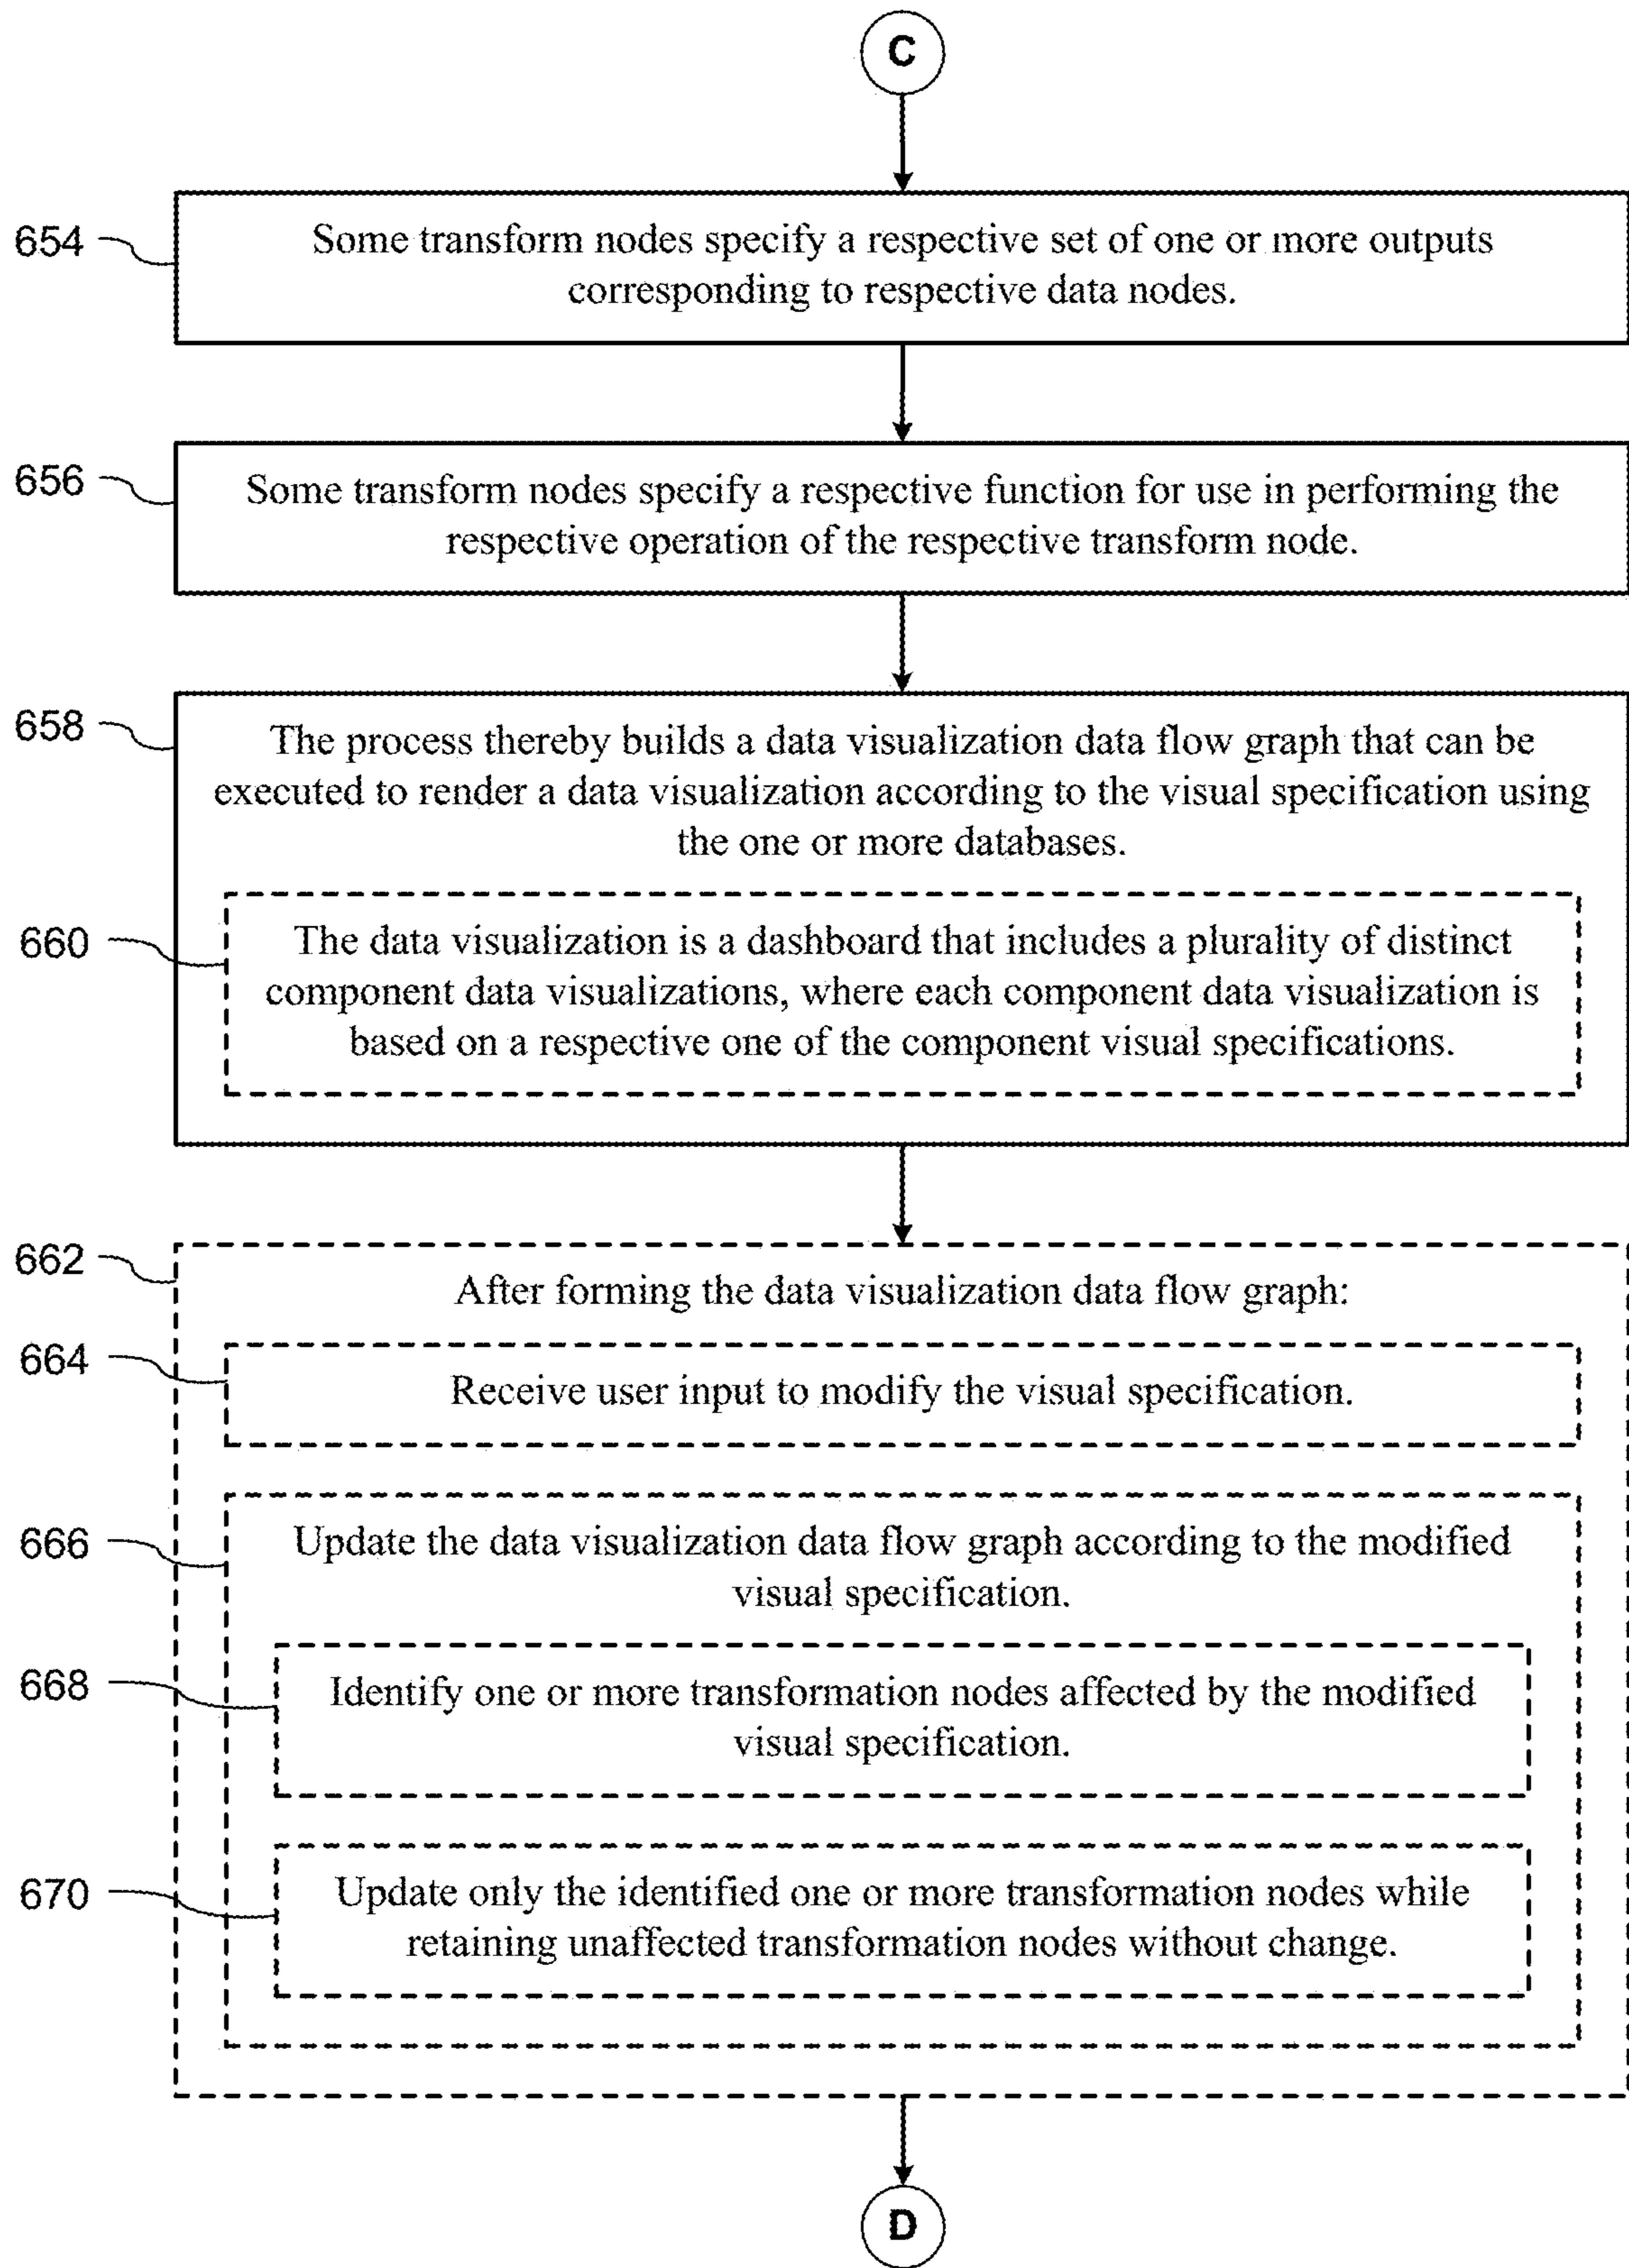 C
654
Some transform nodes specify a respective set of one or more outputs
corresponding to respective data nodes.
656
Some transform nodes specify a respective function for use in performing the
respective operation of the respective transform node.
658
The process thereby builds a data visualization data flow graph that can be
executed to render a data visualization according to the visual specification using
the one or more databases.
660
The data visualization is a dashboard that includes a plurality of distinct
component data visualizations, where each component data visualization is
based on a respective one of the component visual specifications.
662
After forming the data visualization data flow graph:
664
Receive user input to modify the visual specification.
666
Update the data visualization data flow graph according to the modified
visual specification.
668
Identify one or more transformation nodes affected by the modified
visual specification.
670
Update only the identified one or more transformation nodes while
retaining unaffected transformation nodes without change.
D